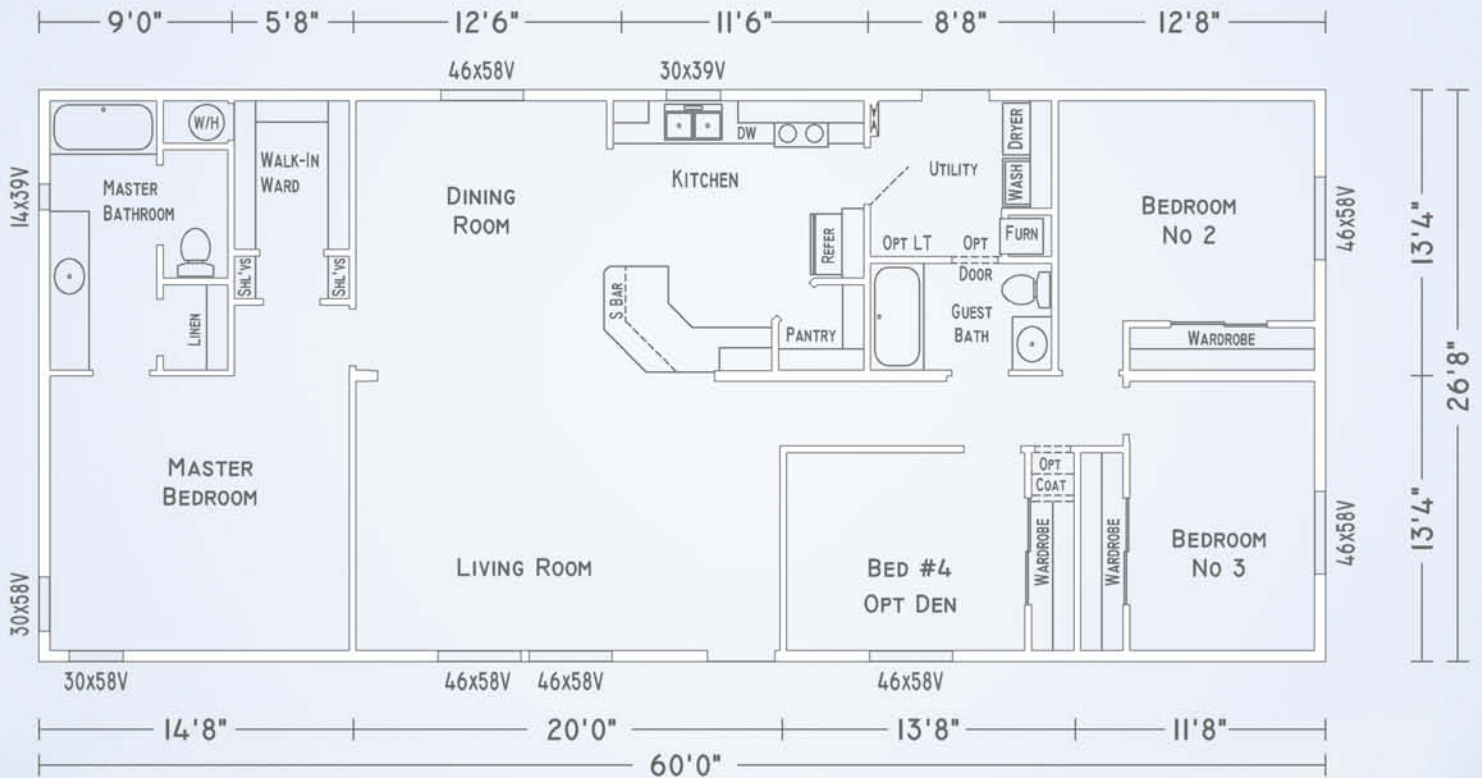 9'0" 5'8" 12'6" 11'6" 8'8" 12'8"
46x58V 30x39V
W/H
DW
DRYER
WALK-IN
WARD
14x39V
MASTER
BATHROOM
KITCHEN
UTILITY
WASH
DINING
ROOM
BEDROOM
No 2
46x58V
13'4"
REFER
OPT LT
OPT
FURN
SHL'VS
SHL'VS
DOOR
S BAR
LINEN
GUEST
BATH
PANTRY
WARDROBE
26'8"
MASTER
BEDROOM
OPT
COAT
WARDROBE
WARDROBE
46x58V
13'4"
BEDROOM
No 3
LIVING ROOM
BED #4
OPT DEN
30x58V
30x58V 46x58V 46x58V 46x58V
14'8" 20'0" 13'8" 11'8"
60'0"